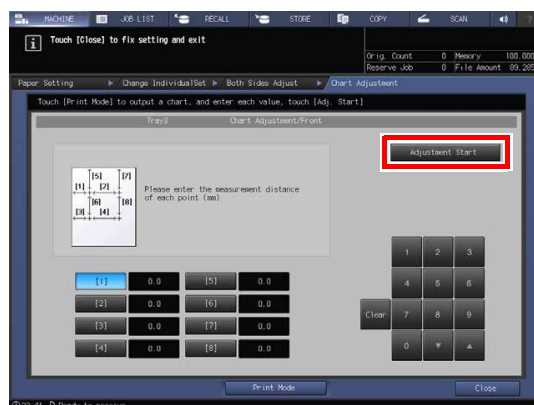 MACHINE JOB LIST RECALL STORE COPY SCAN
Touch [Close] to fix setting and exit
Orig. Count 0 Memory 100.000
Reserve Job 0 File Amount 89.285
Paper Setting Change IndividualSet Both Sides Adjust Chart Adjustment
Touch [Print Mode] to output a chart, and enter each value, touch [Adj. Start]
Tray3 Chart Adjustment/Front
Adjustment Start
[5] [7]
[1] [2]
[6] [8]
[3] [4]
Please enter the measurement distance
of each point (mm)
1 2 3
[1] 0.0 [5] 0.0
4 5 6
[2] 0.0 [6] 0.0
Clear 7 8 9
[3] 0.0 [7] 0.0
0
[4] 0.0 [8] 0.0
Print Mode Close